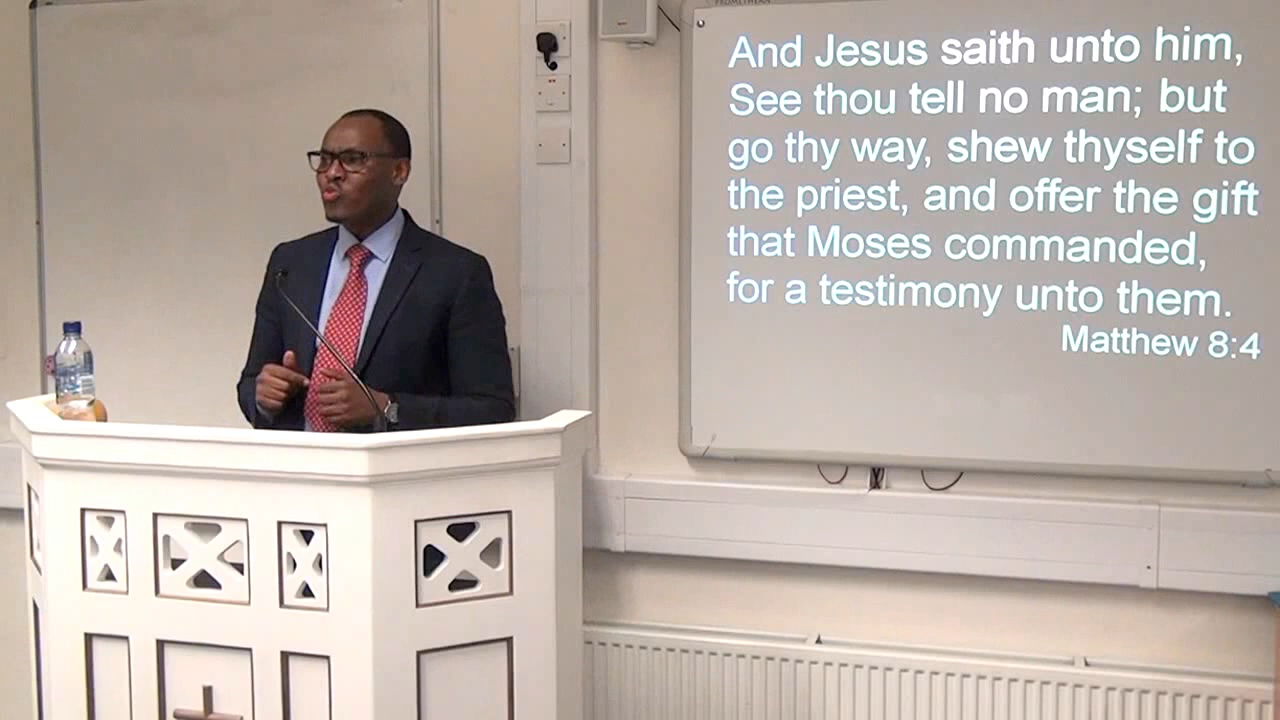 PROMETHEAN
And Jesus saith unto him,
See thou tell no man; but
go thy way, shew thyself to
the priest, and offer the gift
that Moses commanded,
for a testimony unto them.
Matthew 8:4